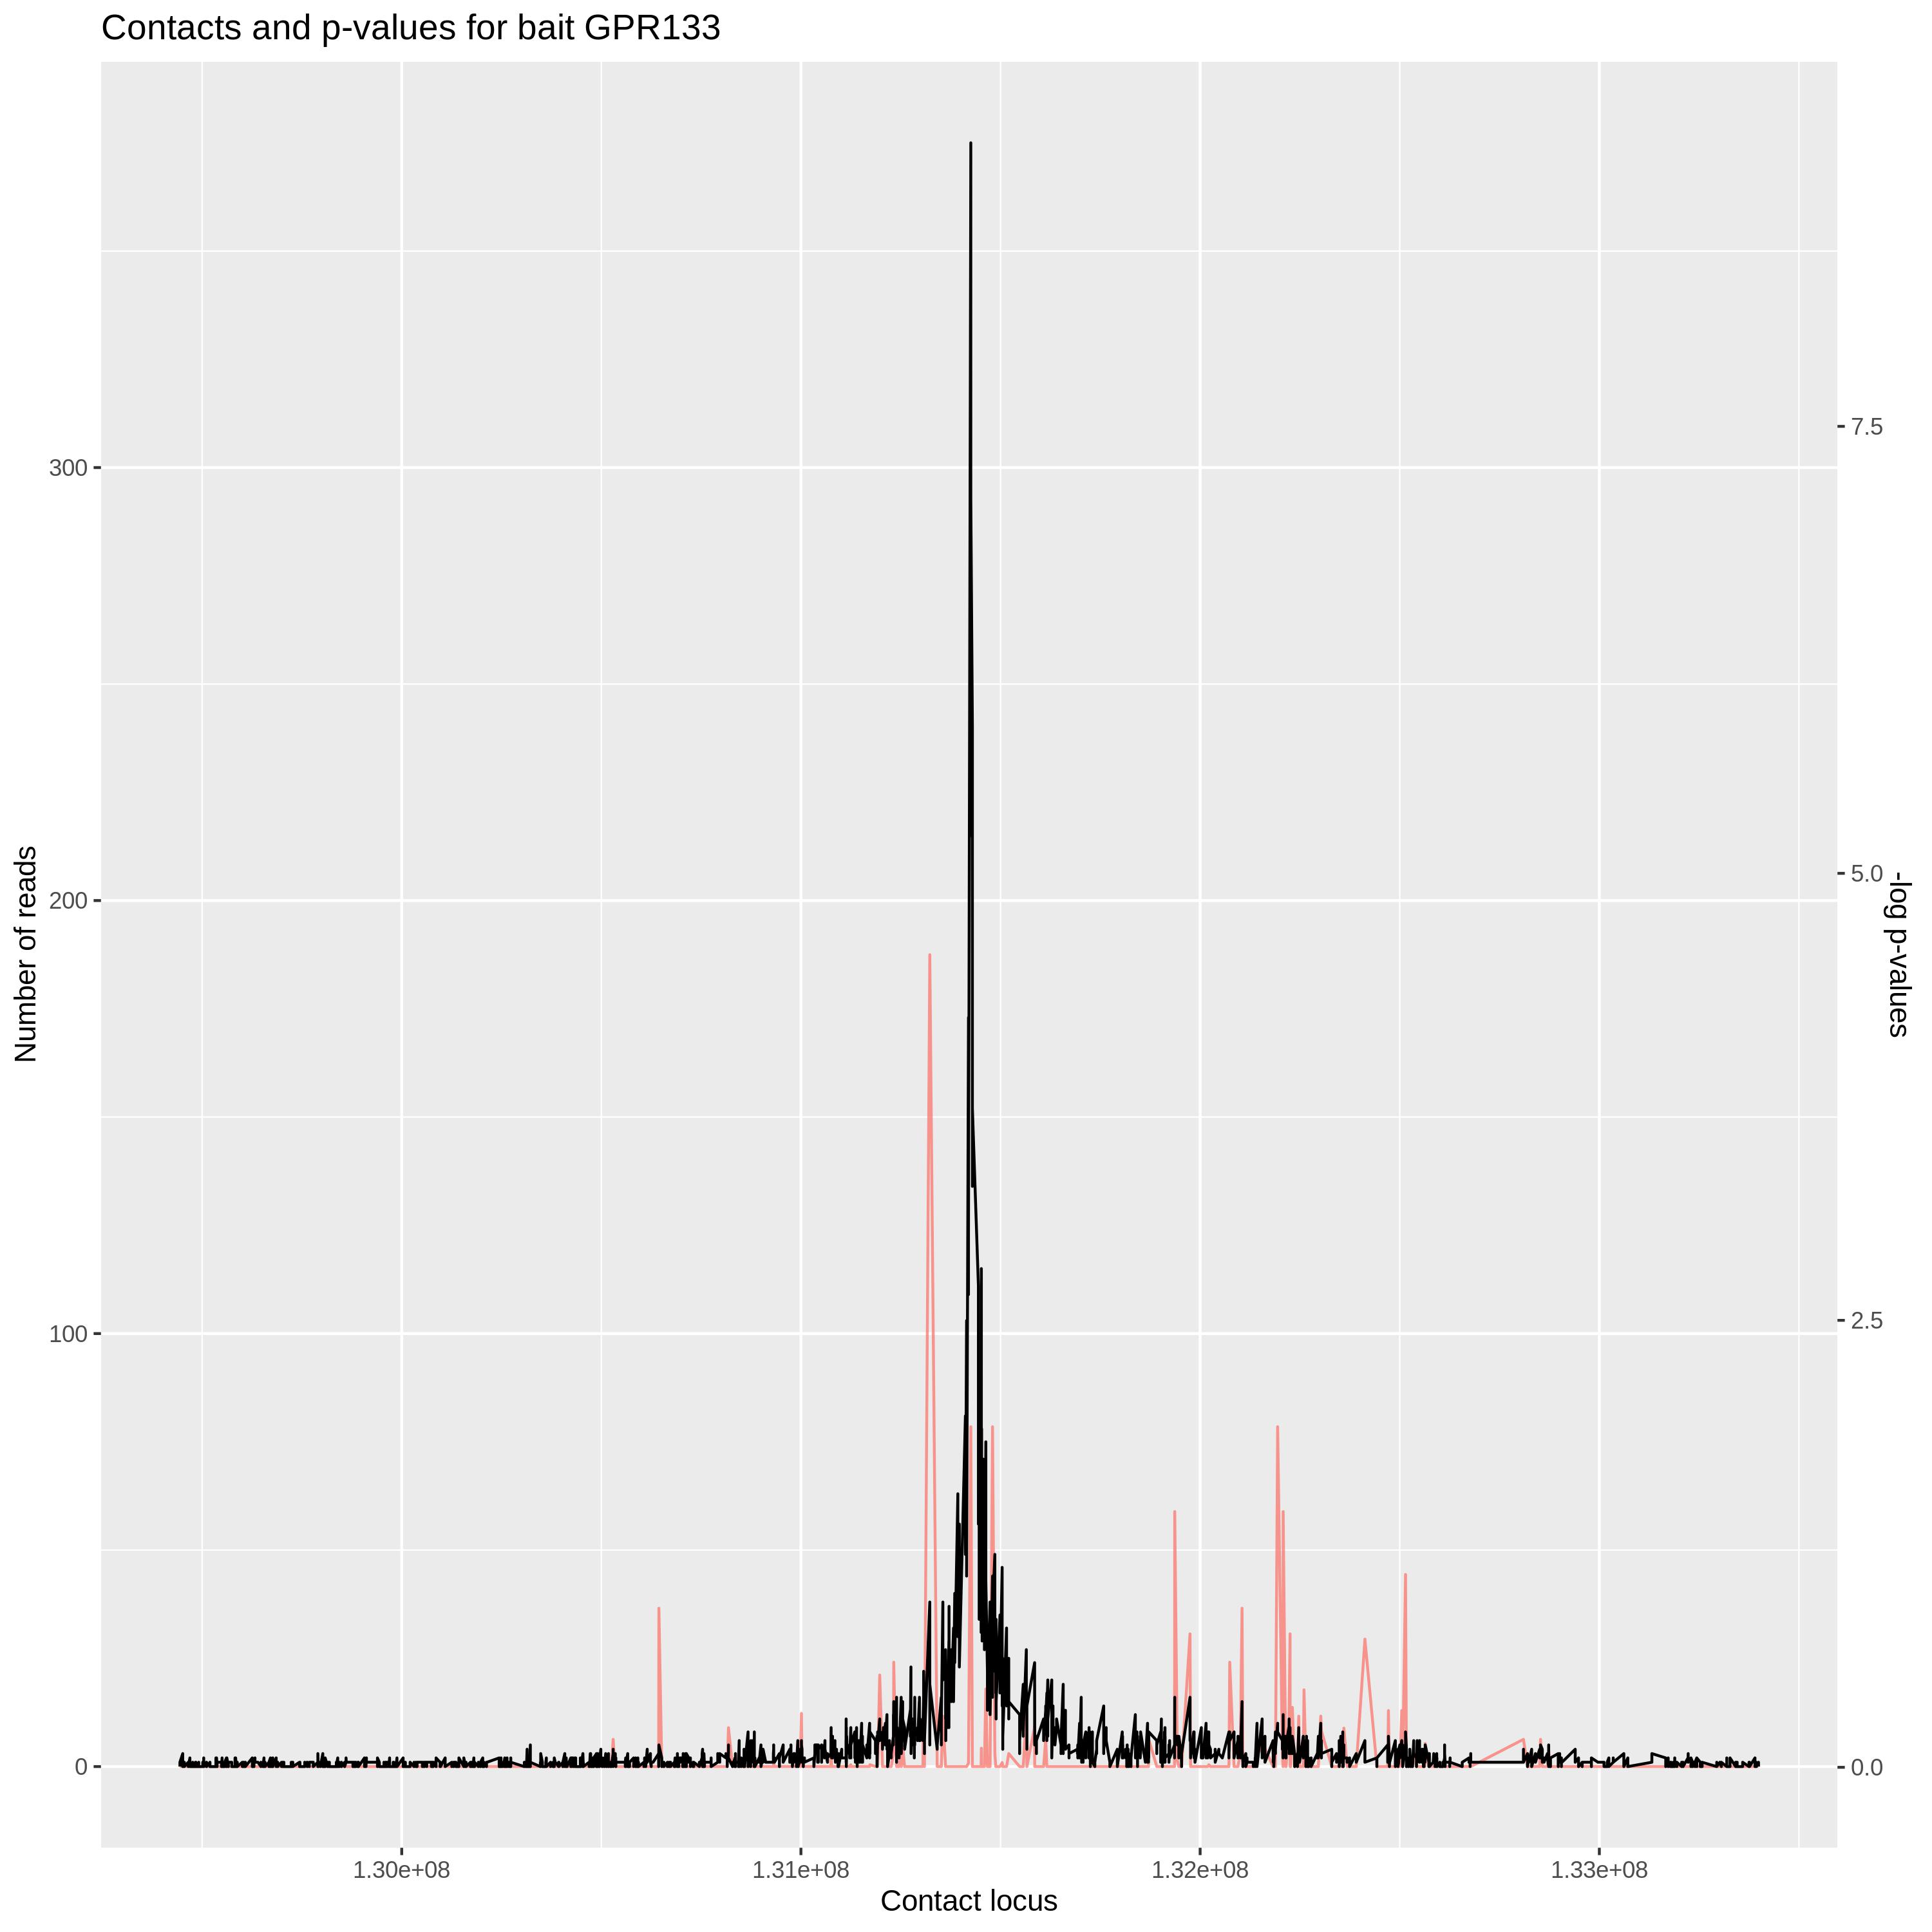 Contacts and p-values for bait GPR133
Number of reads
300
200
100
0
7.5
5.0
2.5
0.0
-log p-values
1.30e+08
1.31e+08
1.32e+08
1.33e+08
Contact locus